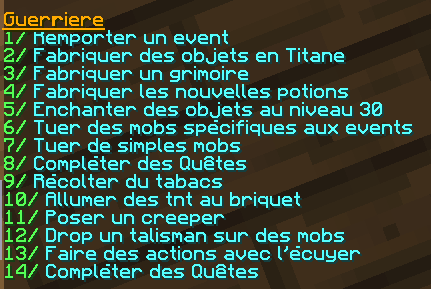 Guerriere
1/ Remporter un event
2/ Fabriquer des objets en Titane
3/ Fabriquer un grimoire
4/ Fabriquer les nouvelles potions
5/ Enchanter des objets au niveau 30
6/ Tuer des mobs spécifiques aux events
7/ Tuer de simples mobs
8/ Compléter des Quêtes
9/ Récolter du tabacs
10/ Allumer des tnt au briquet
11/ Poser un creeper
12/ Drop un talisman sur des mobs
13/ Faire des actions avec l'écuyer
14/ Compléter des Quêtes